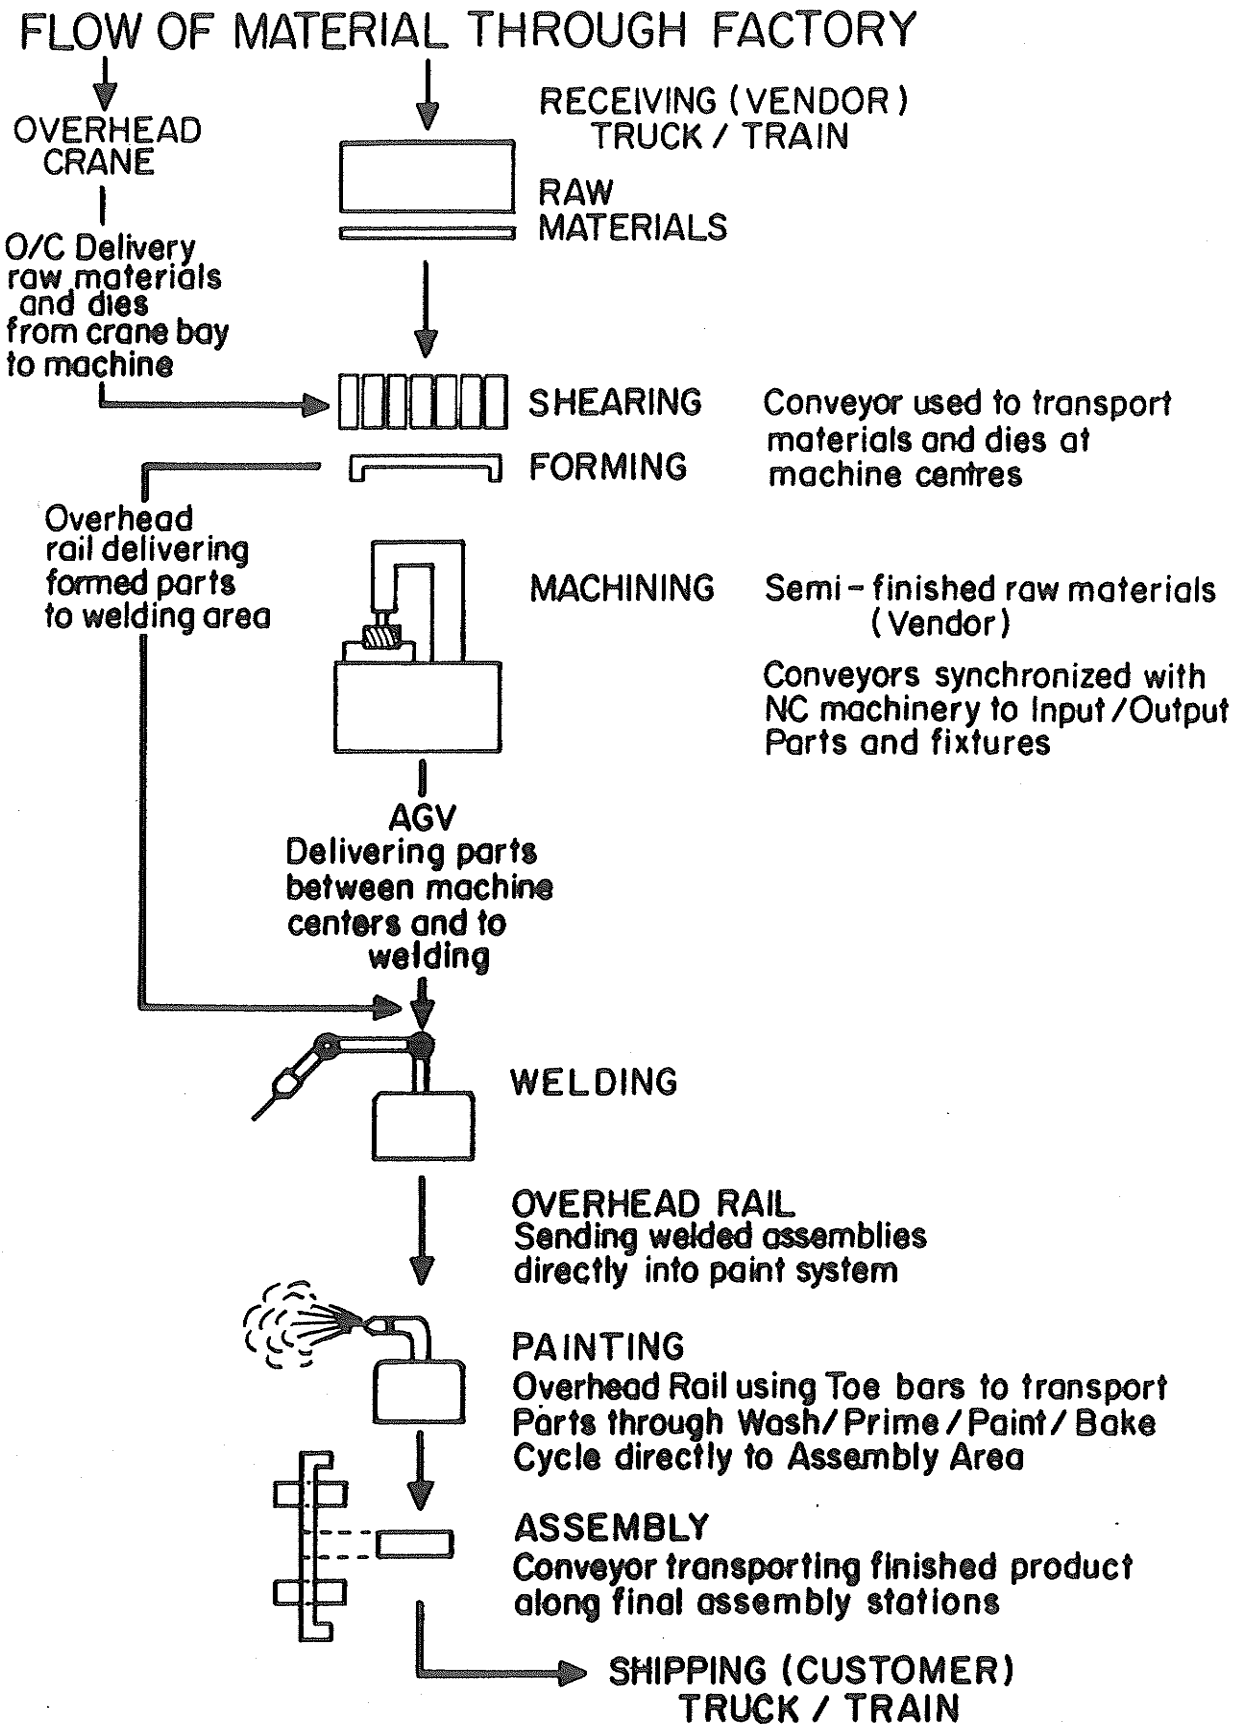 FLOW OF MATERIAL THROUGH FACTORY
OVERHEAD
CRANE
O/C Delivery
raw materials
and dies
from crane bay
to machine
RECEIVING (VENDOR)
TRUCK / TRAIN
RAW
MATERIALS
SHEARING
Conveyor used to transport
materials and dies at
machine centres
FORMING
Overhead
rail delivering
formed parts
to welding area
MACHINING
Semi - finished raw materials
(Vendor)
Conveyors synchronized with
NC machinery to Input / Output
Parts and fixtures
AGV
Delivering parts
between machine
centers and to
welding
WELDING
OVERHEAD RAIL
Sending welded assemblies
directly into paint system
PAINTING
Overhead Rail using Toe bars to transport
Parts through Wash / Prime / Paint / Bake
Cycle directly to Assembly Area
ASSEMBLY
Conveyor transporting finished product
along final assembly stations
SHIPPING (CUSTOMER)
TRUCK / TRAIN